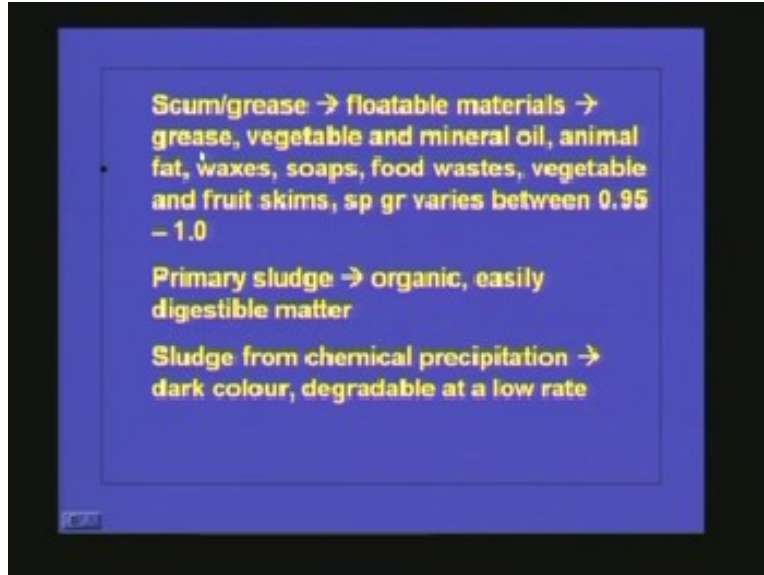 Scum/grease → floatable materials →
grease, vegetable and mineral oil, animal
fat, waxes, soaps, food wastes, vegetable
and fruit skims, sp gr varies between 0.95
– 1.0
Primary sludge → organic, easily
digestible matter
Sludge from chemical precipitation →
dark colour, degradable at a low rate